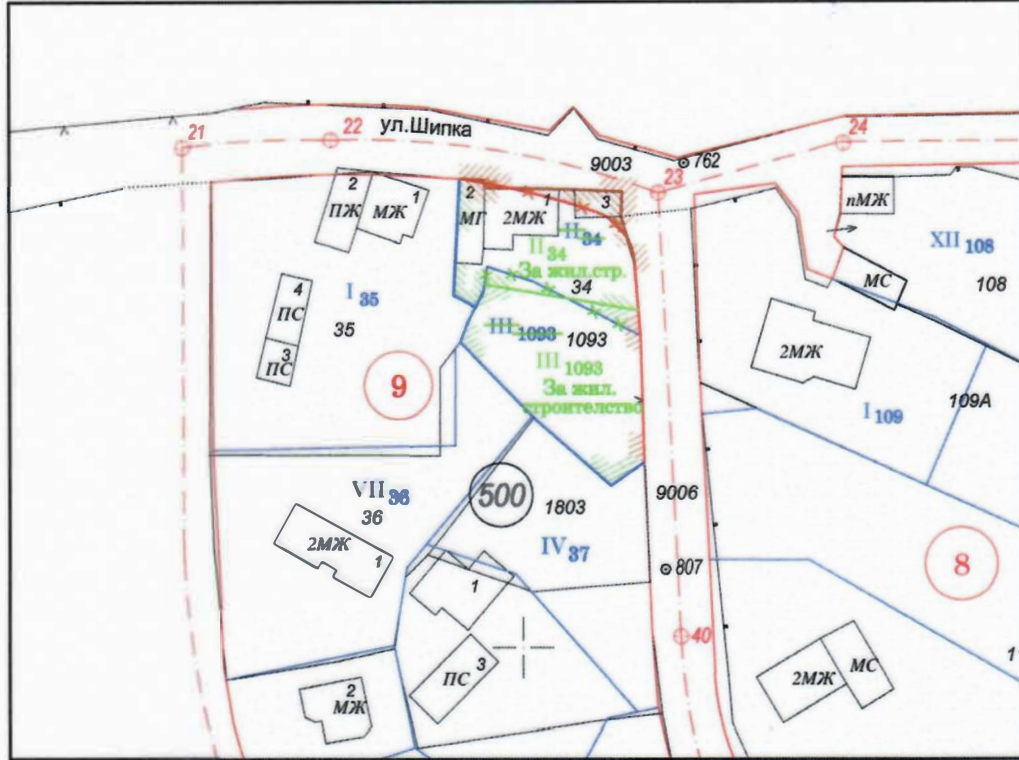 21
22
ул.Шипка
24
9003
762
23
2
ПЖ
МЖ
1
2
МГ
2МЖ
1
3
II 34
II 34
За жил.стр.
34
пМЖ
XII 108
108
МС
4
ПС
3
ПС
I 35
35
III 1093
1093
III 1093
За жил.
строителство
9
2МЖ
I 109
109А
VII 36
36
500
1803
IV 37
9006
807
8
2МЖ
1
1
40
ПС
3
2
МЖ
2МЖ
МС